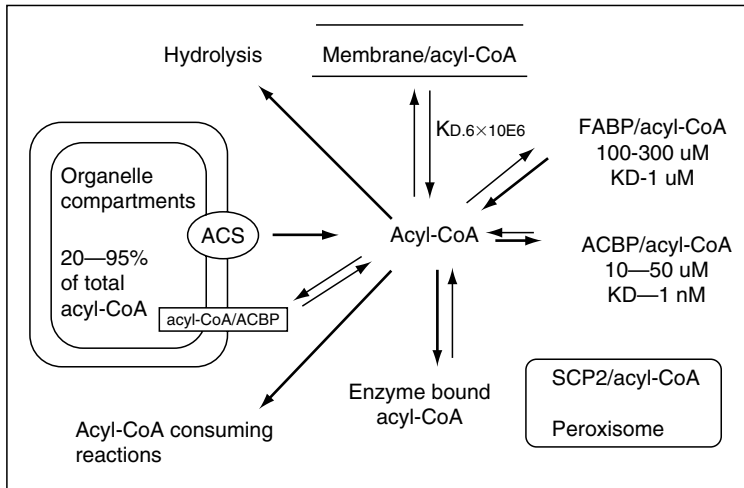 Hydrolysis
Membrane/acyl-CoA
KD.6×10E6
FABP/acyl-CoA
100-300 uM
KD-1 uM
Organelle
compartments
20—95%
of total
acyl-CoA
ACS
Acyl-CoA
ACBP/acyl-CoA
10—50 uM
KD—1 nM
acyl-CoA/ACBP
Enzyme bound
acyl-CoA
SCP2/acyl-CoA
Peroxisome
Acyl-CoA consuming
reactions